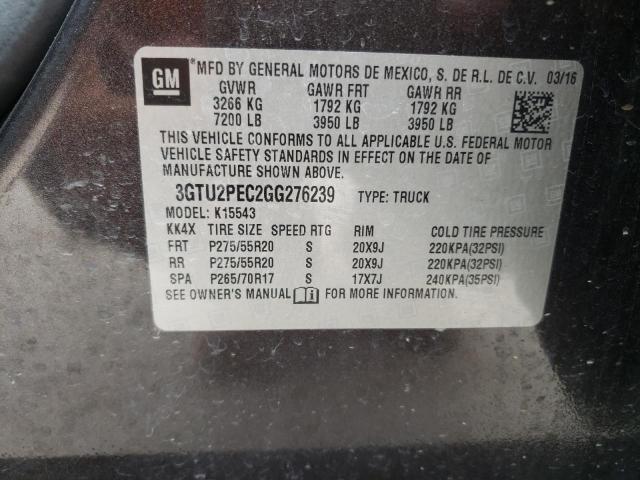 GM ® MFD BY GENERAL MOTORS DE MEXICO, S. DE R.L. DE C.V. 03/16
GVWR GAWR FRT GAWR RR
3266 KG 1792 KG 1792 KG
7200 LB 3950 LB 3950 LB
THIS VEHICLE CONFORMS TO ALL APPLICABLE U.S. FEDERAL MOTOR
VEHICLE SAFETY STANDARDS IN EFFECT ON THE DATE OF
MANUFACTURE SHOWN ABOVE.
3GTU2PEC2GG276239 TYPE: TRUCK
MODEL: K15543
KK4X TIRE SIZE SPEED RTG RIM COLD TIRE PRESSURE
FRT P275/55R20 S 20X9J 220KPA(32PSI)
RR P275/55R20 S 20X9J 220KPA(32PSI)
SPA P265/70R17 S 17X7J 240KPA(35PSI)
SEE OWNER'S MANUAL FOR MORE INFORMATION.